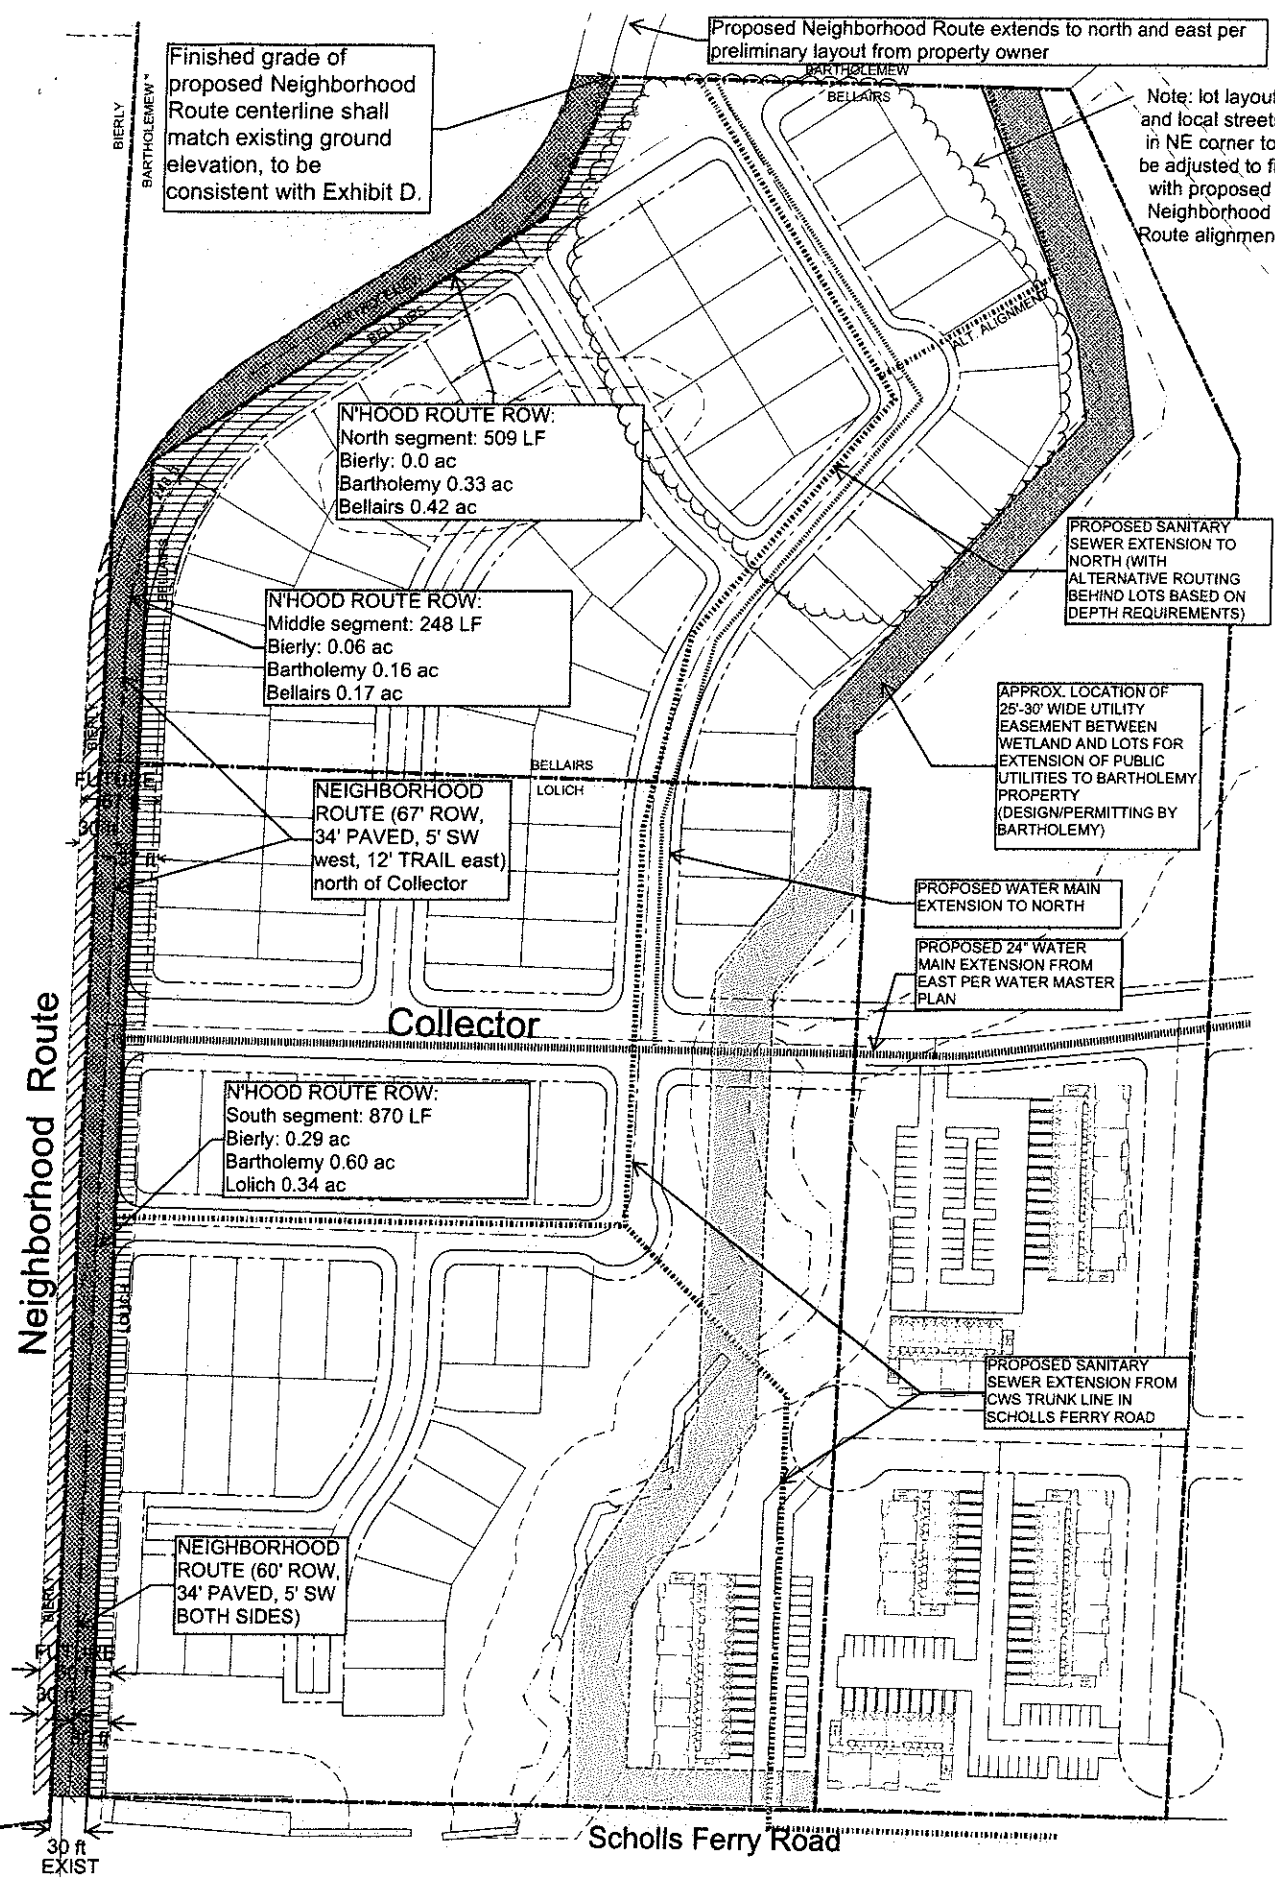 Proposed Neighborhood Route extends to north and east per
preliminary layout from property owner
Finished grade of
proposed Neighborhood
Route centerline shall
match existing ground
elevation, to be
consistent with Exhibit D.
BIERLY
BARTHOLEMEW"
BARTHOLEMEW
BELLAIRS
Note: lot layout
and local streets
in NE corner to
be adjusted to fi
with proposed
Neighborhood
Route alignmen
BELLAIRS
ALT. ALIGNMENT
N'HOOD ROUTE ROW:
North segment: 509 LF
Bierly: 0.0 ac
Bartholemy 0.33 ac
Bellairs 0.42 ac
PROPOSED SANITARY
SEWER EXTENSION TO
NORTH (WITH
ALTERNATIVE ROUTING
BEHIND LOTS BASED ON
DEPTH REQUIREMENTS)
BELLAIRS
N'HOOD ROUTE ROW:
Middle segment: 248 LF
Bierly: 0.06 ac
Bartholemy 0.16 ac
Bellairs 0.17 ac
APPROX. LOCATION OF
25'-30' WIDE UTILITY
EASEMENT BETWEEN
WETLAND AND LOTS FOR
EXTENSION OF PUBLIC
UTILITIES TO BARTHOLEMY
PROPERTY
(DESIGN/PERMITTING BY
BARTHOLEMY)
BIERLY
BELLAIRS
LOLICH
FUTURE
67'
30 ft
37 ft
NEIGHBORHOOD
ROUTE (67' ROW,
34' PAVED, 5' SW
west, 12' TRAIL east)
north of Collector
PROPOSED WATER MAIN
EXTENSION TO NORTH
PROPOSED 24" WATER
MAIN EXTENSION FROM
EAST PER WATER MASTER
PLAN
Collector
Neighborhood Route
N'HOOD ROUTE ROW:
South segment: 870 LF
Bierly: 0.29 ac
Bartholemy 0.60 ac
Lolich 0.34 ac
LOLICH
PROPOSED SANITARY
SEWER EXTENSION FROM
CWS TRUNK LINE IN
SCHOLLS FERRY ROAD
NEIGHBORHOOD
ROUTE (60' ROW,
34' PAVED, 5' SW
BOTH SIDES)
BIERLY
FUTURE
30 ft
Scholls Ferry Road
30 ft
EXIST